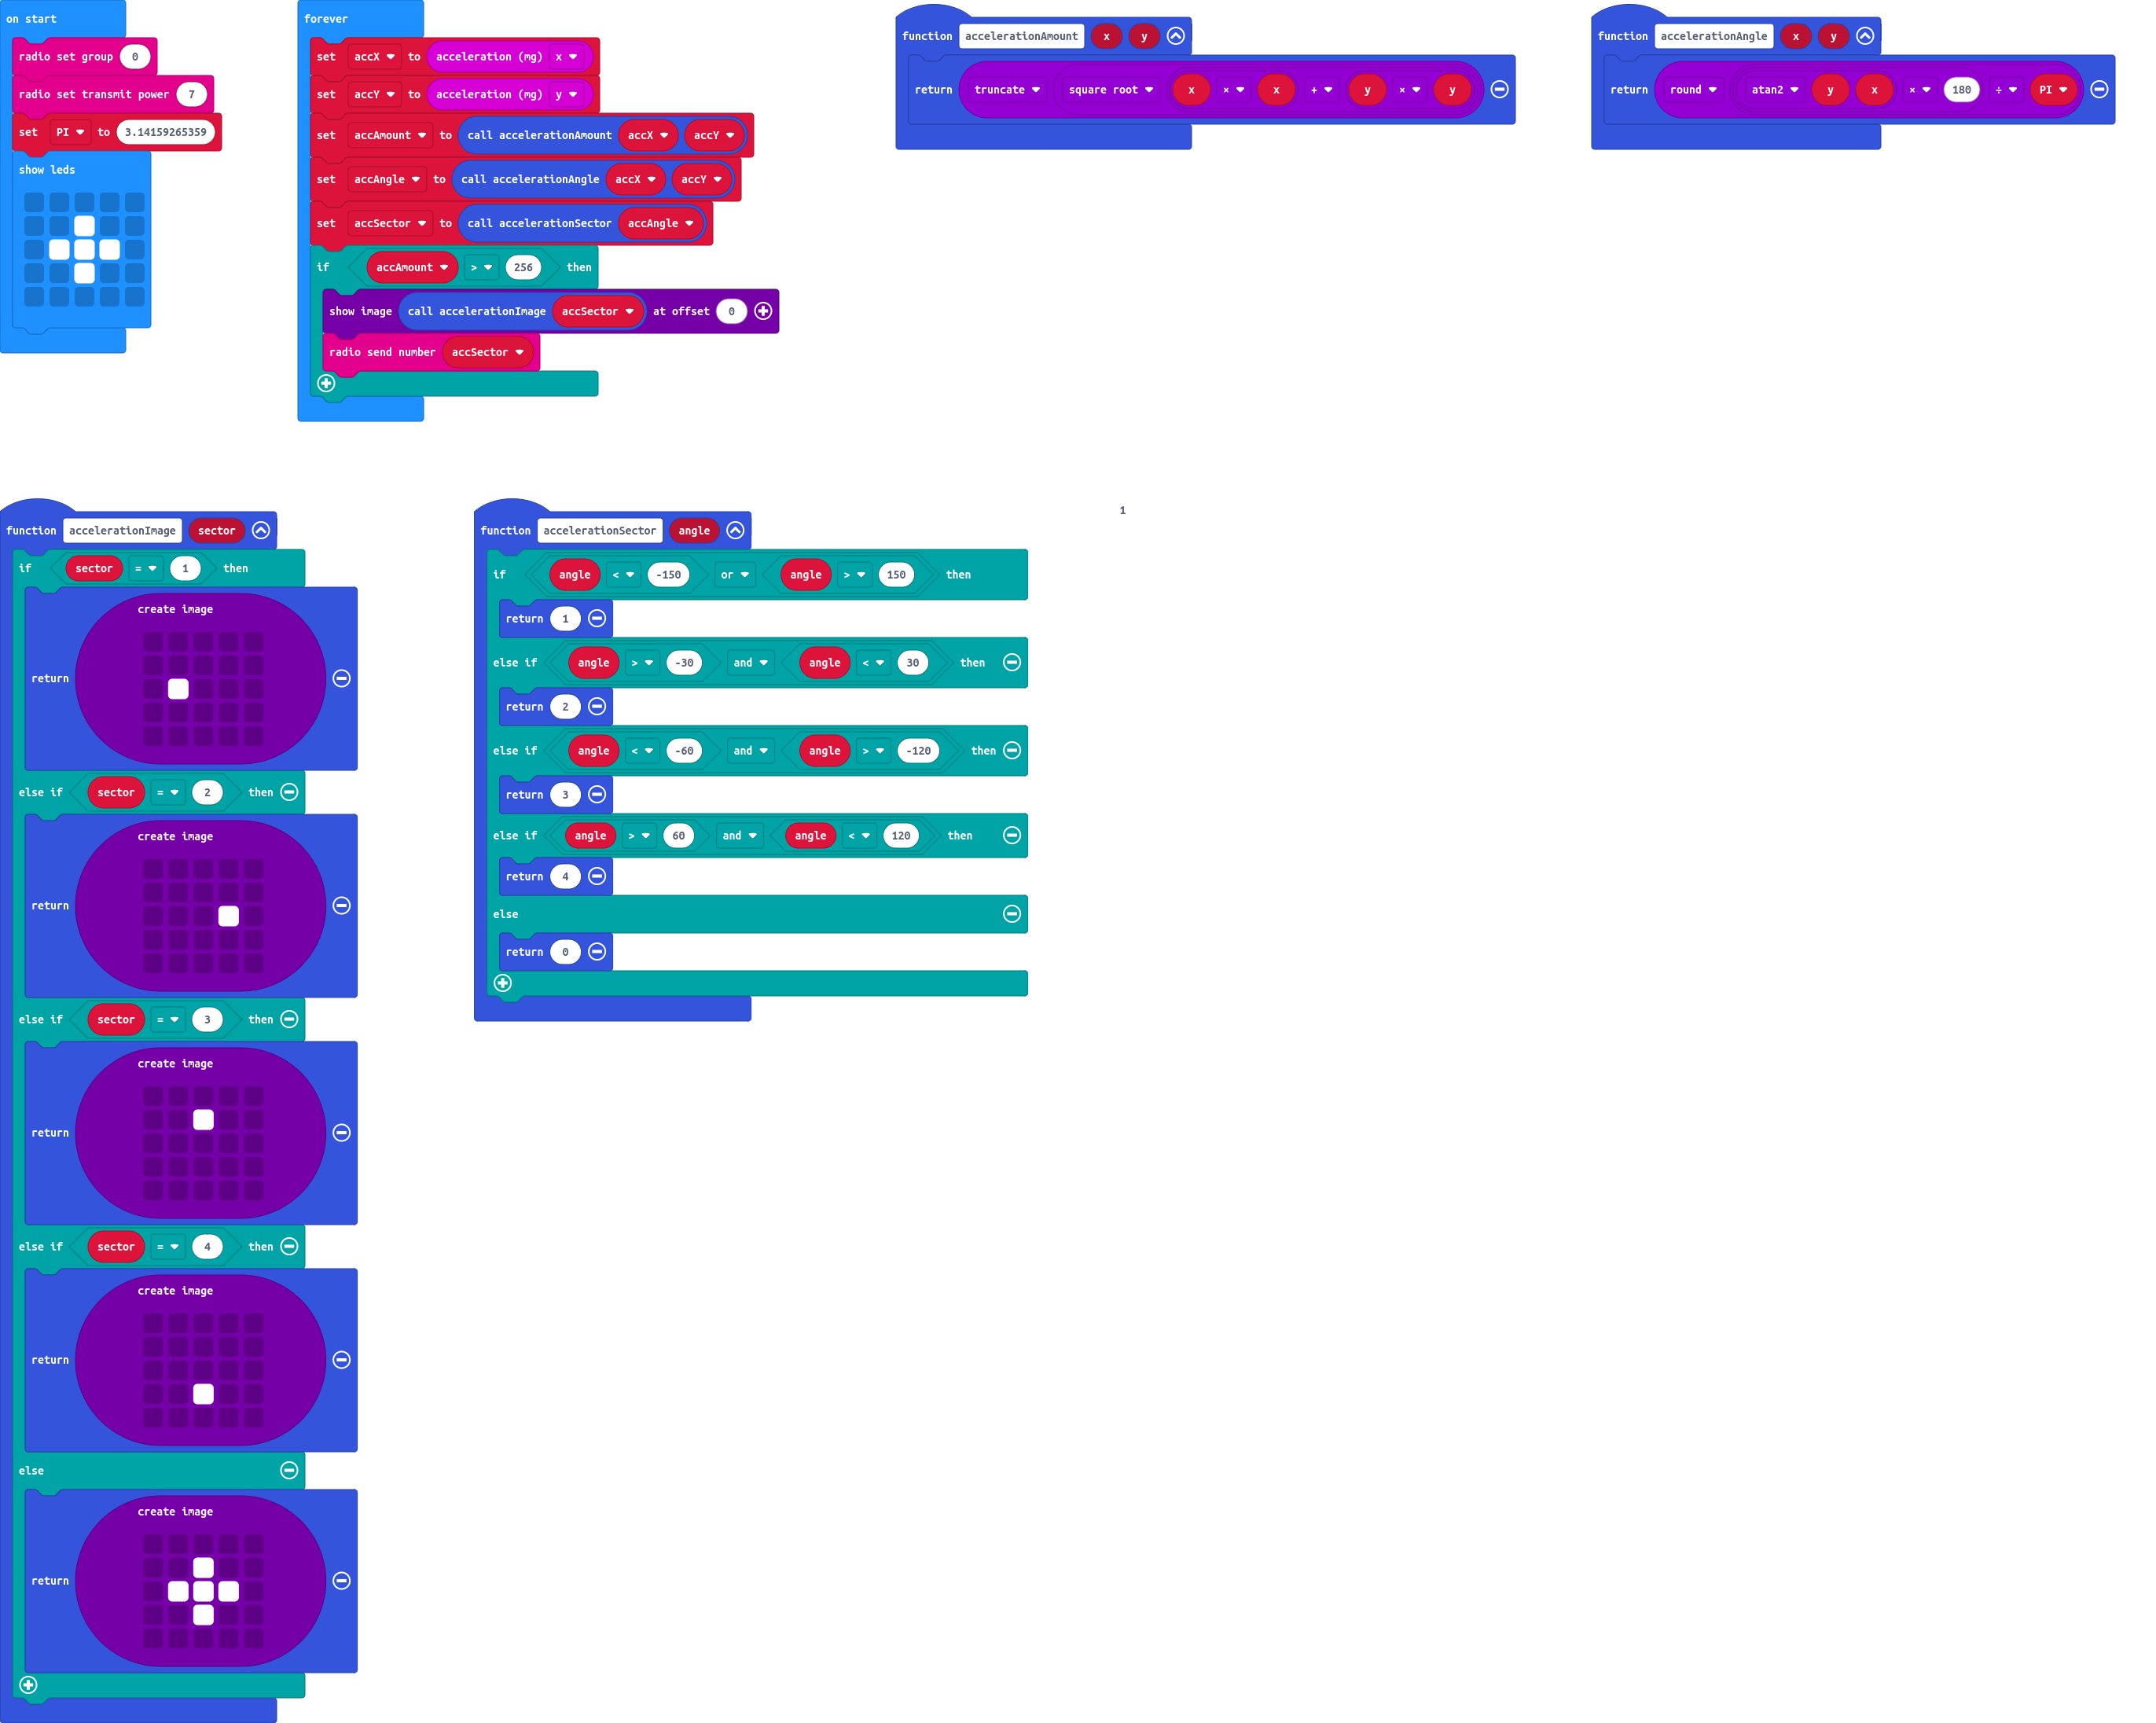 on start
radio set group 0
radio set transmit power 7
set PI to 3.14159265359
show leds
forever
set accX to acceleration (mg) x
set accY to acceleration (mg) y
set accAmount to call accelerationAmount accX accY
set accAngle to call accelerationAngle accX accY
set accSector to call accelerationSector accAngle
if accAmount > 256 then
show image call accelerationImage accSector at offset 0
radio send number accSector
function accelerationAmount x y
return truncate square root x × x + y × y
function accelerationAngle x y
return round atan2 y x × 180 ÷ PI
function accelerationImage sector
if sector = 1 then
create image
return
else if sector = 2 then
create image
return
else if sector = 3 then
create image
return
else if sector = 4 then
create image
return
else
create image
return
function accelerationSector angle
if angle < -150 or angle > 150 then
return 1
else if angle > -30 and angle < 30 then
return 2
else if angle < -60 and angle > -120 then
return 3
else if angle > 60 and angle < 120 then
return 4
else
return 0
1